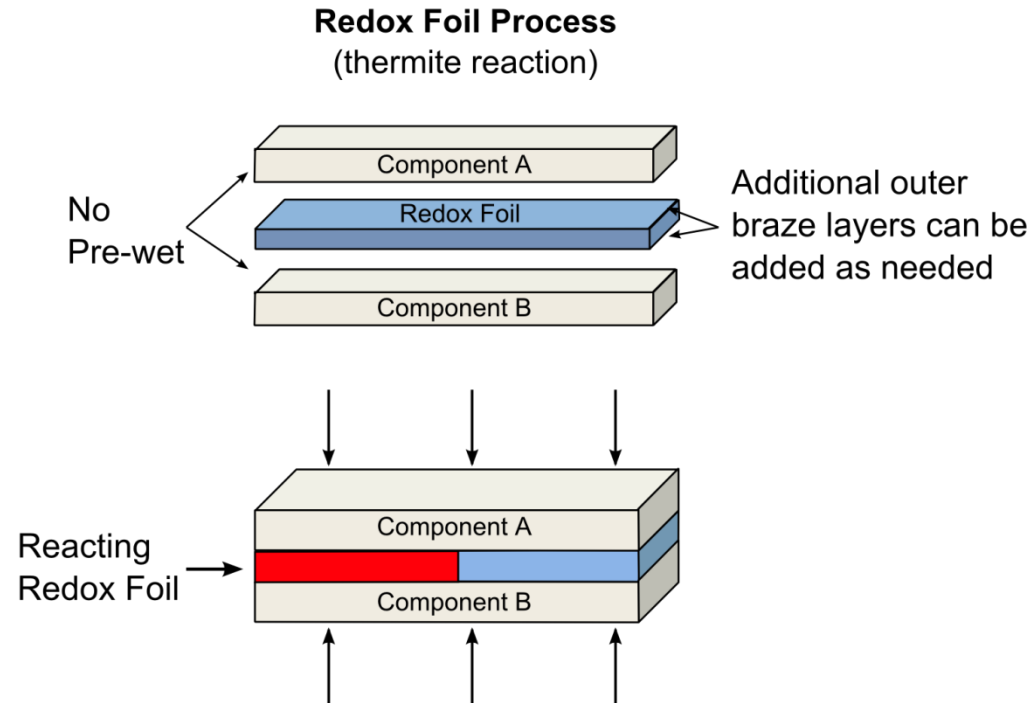 Redox Foil Process
(thermite reaction)
Component A
No
Pre-wet
Redox Foil
Additional outer
braze layers can be
added as needed
Component B
Component A
Reacting
Redox Foil
Component B